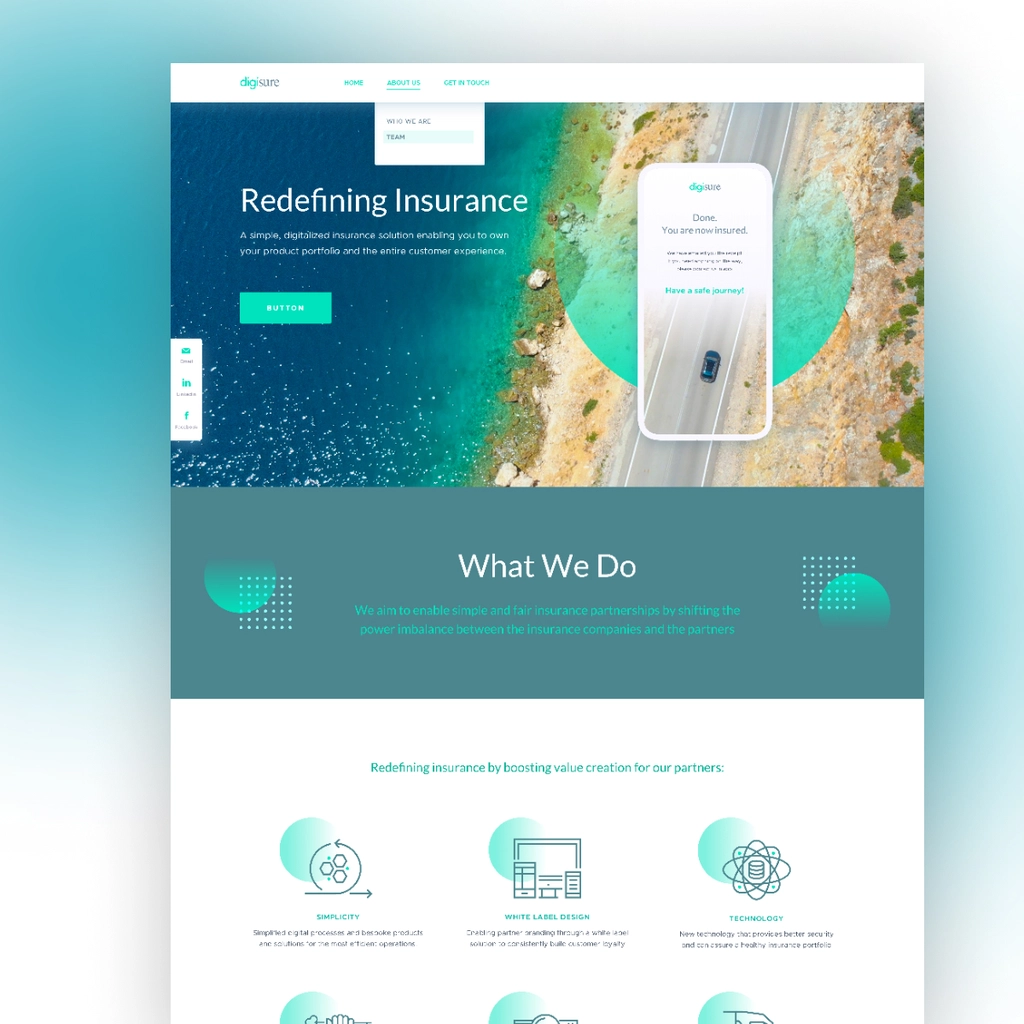 digisure
HOME ABOUT US GET IN TOUCH
WHO WE ARE
TEAM
Redefining Insurance
A simple, digitalized insurance solution enabling you to own
your product portfolio and the entire customer experience.
BUTTON
Email
in
LinkedIn
f
Facebook
digisure
Done.
You are now insured.
Have a safe journey!
What We Do
We aim to enable simple and fair insurance partnerships by shifting the
power imbalance between the insurance companies and the partners
Redefining insurance by boosting value creation for our partners:
SIMPLICITY
Simplified digital processes and bespoke products
and solutions for the most efficient operations
WHITE LABEL DESIGN
Enabling partner branding through a white label
solution to consistently build customer loyalty
TECHNOLOGY
New technology that provides better security
and can assure a healthy insurance portfolio